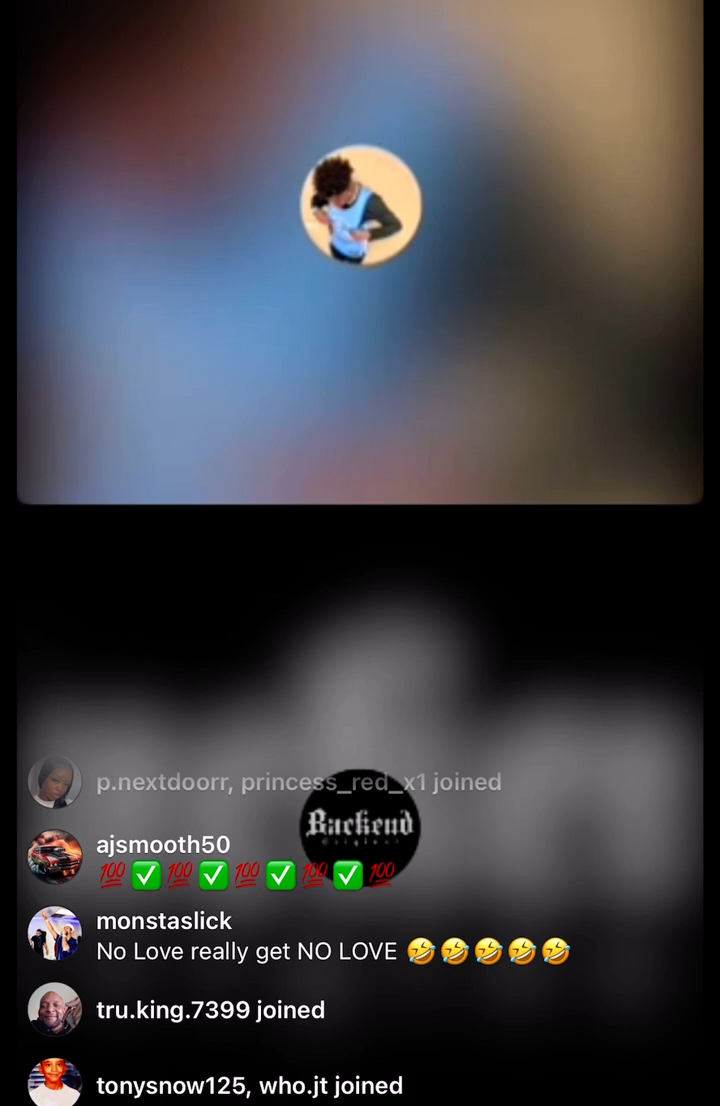 p.nextdoorr, princess_red_x1 joined
Backend
Original
ajsmooth50
💯✅💯✅💯✅💯✅💯
monstaslick
No Love really get NO LOVE 🤣🤣🤣🤣🤣
tru.king.7399 joined
tonysnow125, who.jt joined